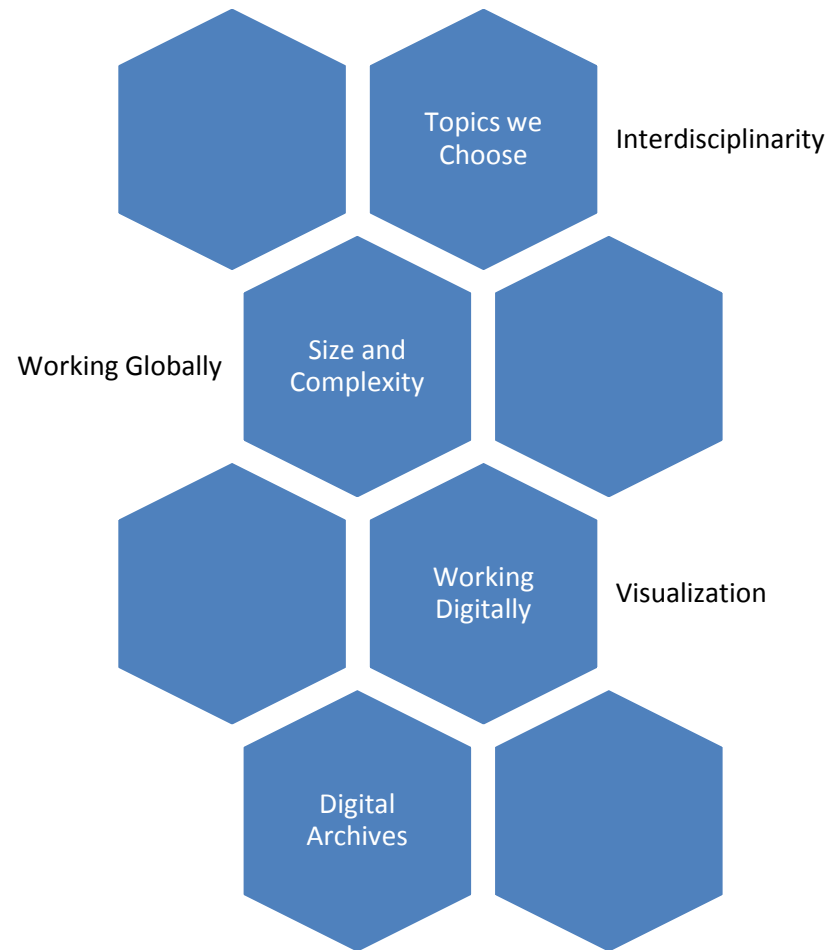 Topics we
Choose
Interdisciplinarity
Working Globally
Size and
Complexity
Working
Digitally
Visualization
Digital
Archives